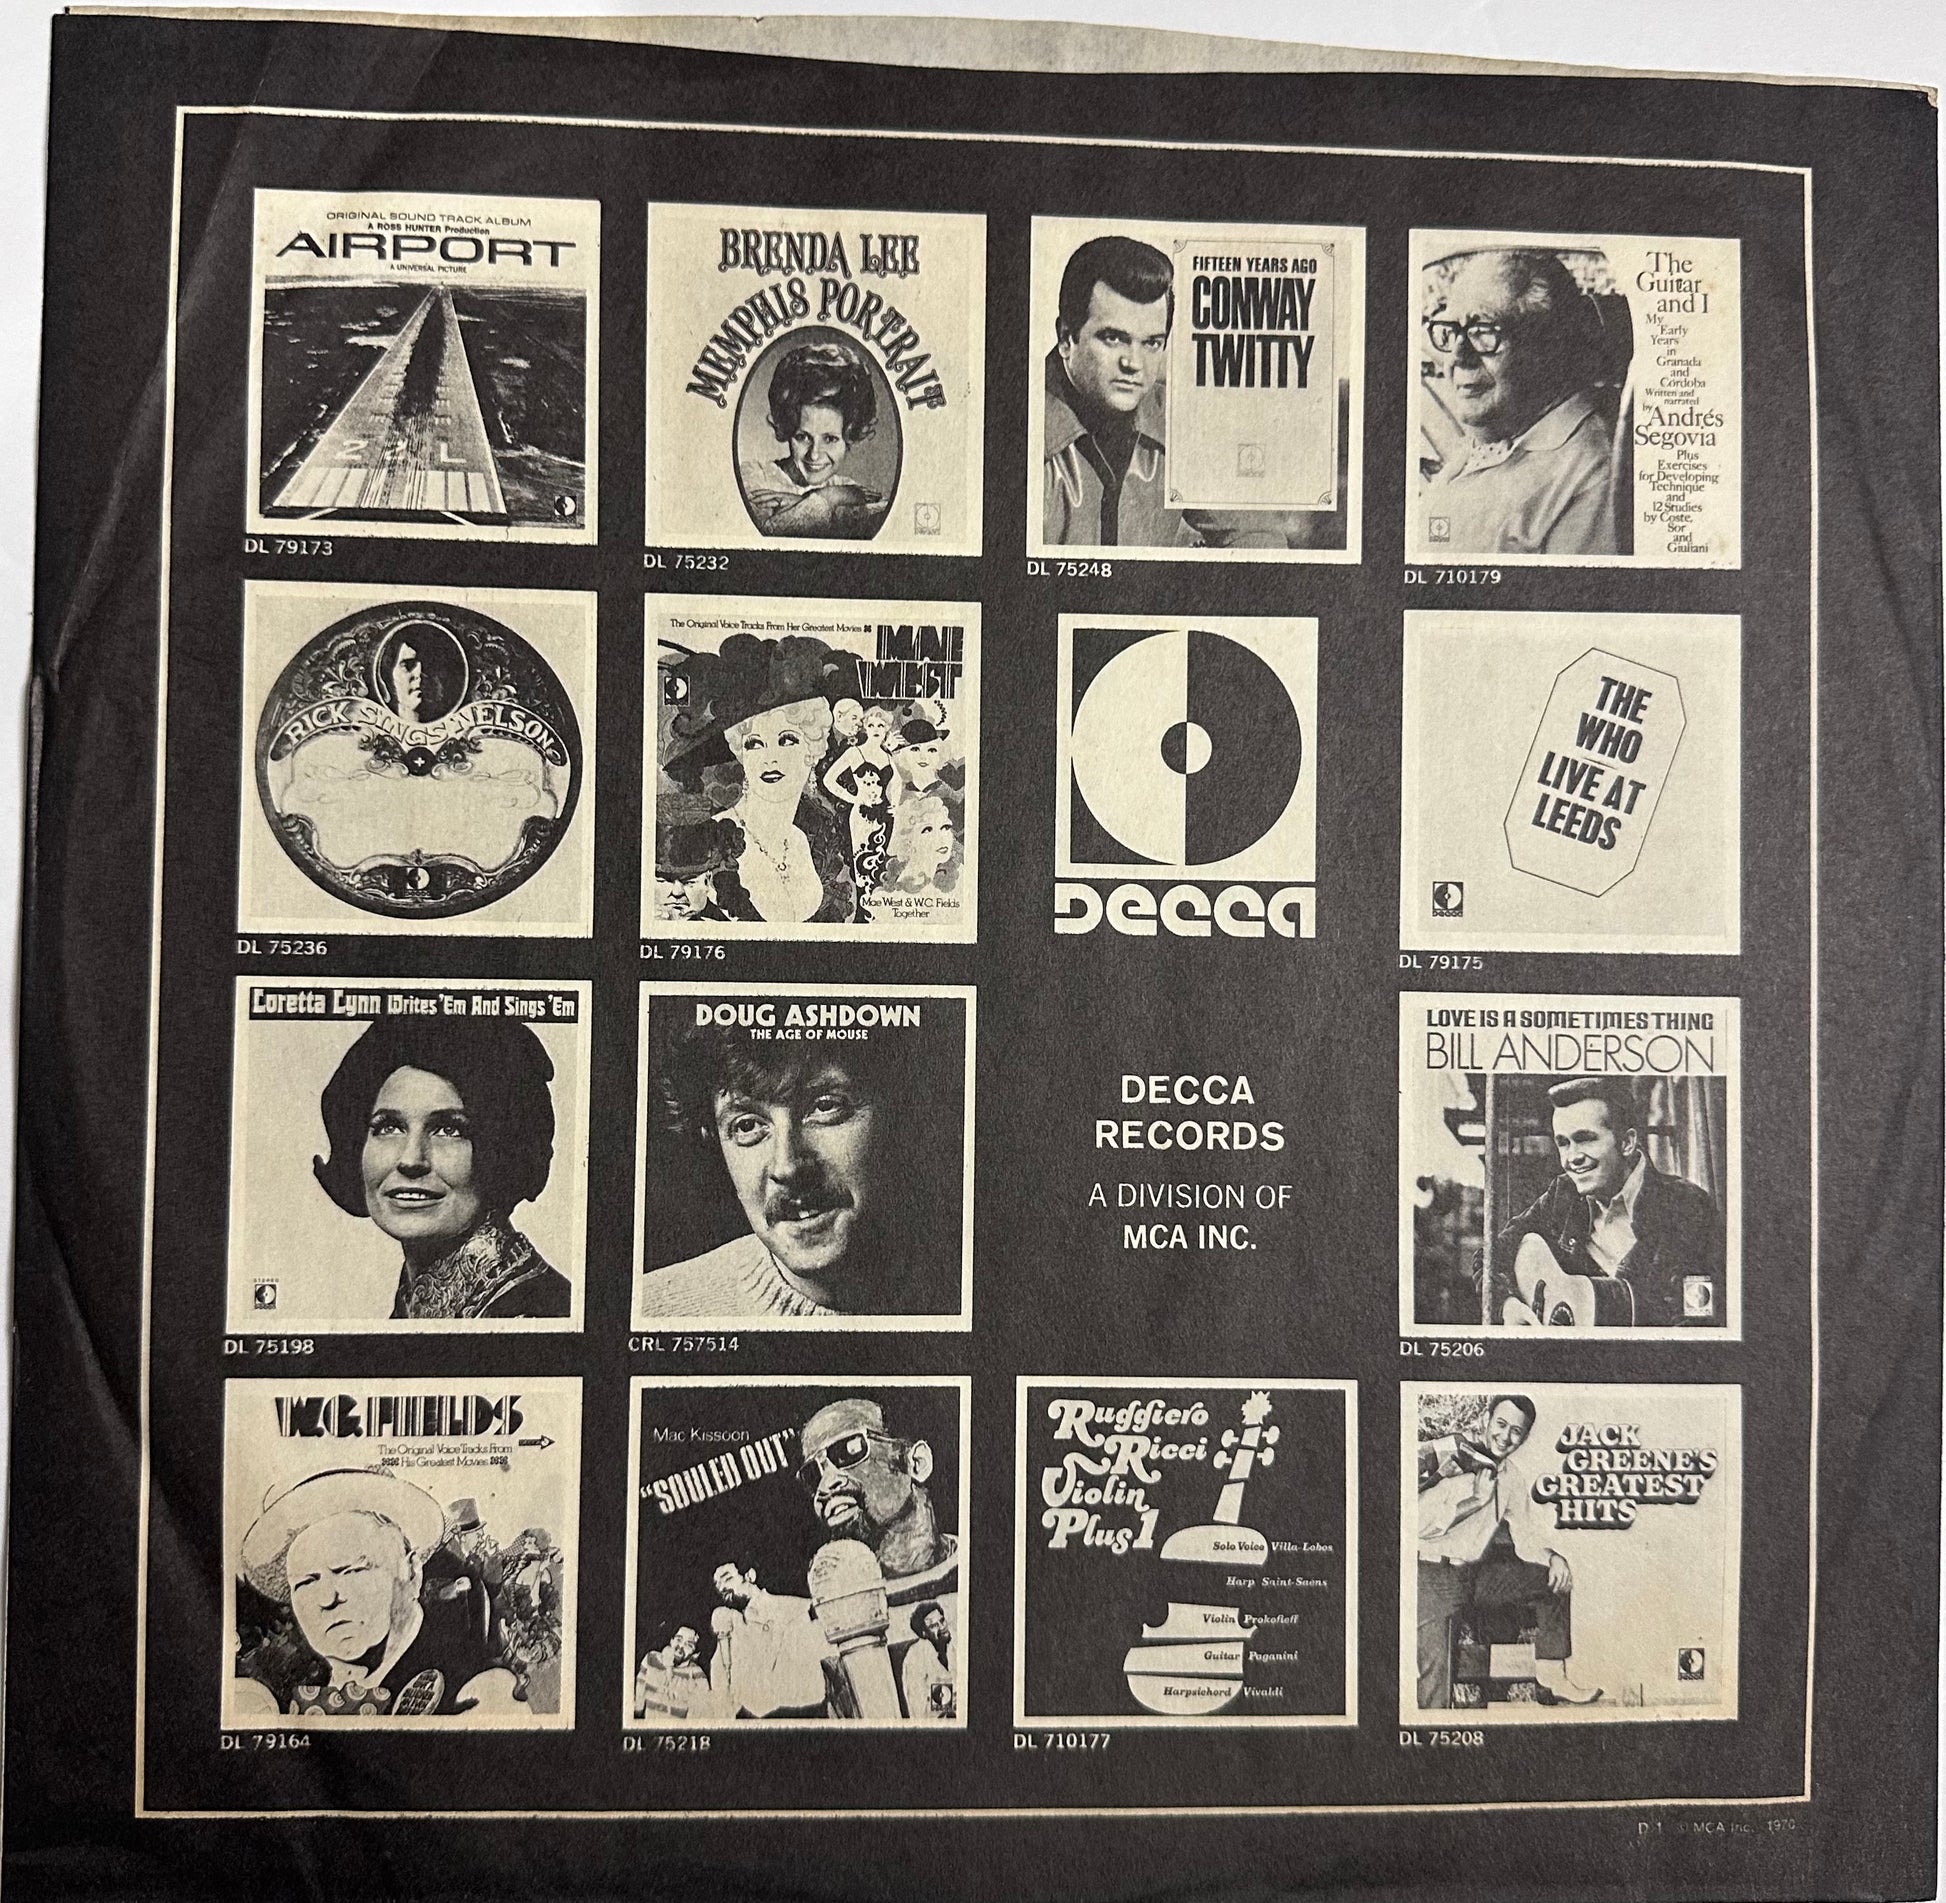 ORIGINAL SOUND TRACK ALBUM
A ROSS HUNTER Production
AIRPORT
A UNIVERSAL PICTURE
2 L
DL 79173
BRENDA LEE
MEMPHIS PORTRAIT
DL 75232
FIFTEEN YEARS AGO
CONWAY
TWITTY
DL 75248
The
Guitar
and I
My
Early
Years
in
Granada
and
Córdoba
Written and
narrated
by
Andrés
Segovia
Plus
Exercises
for Developing
Technique
and
12 Studies
by Coste,
Sor
and
Giuliani
DL 710179
RICK SINGS NELSON
DL 75236
The Original Voice Tracks From Her Greatest Movies
MAE
WEST
Mae West & W.C. Fields
Together
DL 79176
DECCA
THE
WHO
LIVE AT
LEEDS
DECCA
DL 79175
Loretta Lynn Writes 'Em And Sings 'Em
STEREO
DL 75198
DOUG ASHDOWN
THE AGE OF MOUSE
CRL 757514
DECCA
RECORDS
A DIVISION OF
MCA INC.
LOVE IS A SOMETIMES THING
BILL ANDERSON
DL 75206
W.C. FIELDS
The Original Voice Tracks From
His Greatest Movies
DL 79164
Mac Kissoon
"SOULED OUT"
DL 75218
Ruggiero
Ricci
Violin
Plus 1
Solo Voice Villa-Lobos
Harp Saint-Saens
Violin Prokofieff
Guitar Paganini
Harpsichord Vivaldi
DL 710177
JACK
GREENE'S
GREATEST
HITS
DL 75208
D 1 © MCA Inc. 1970